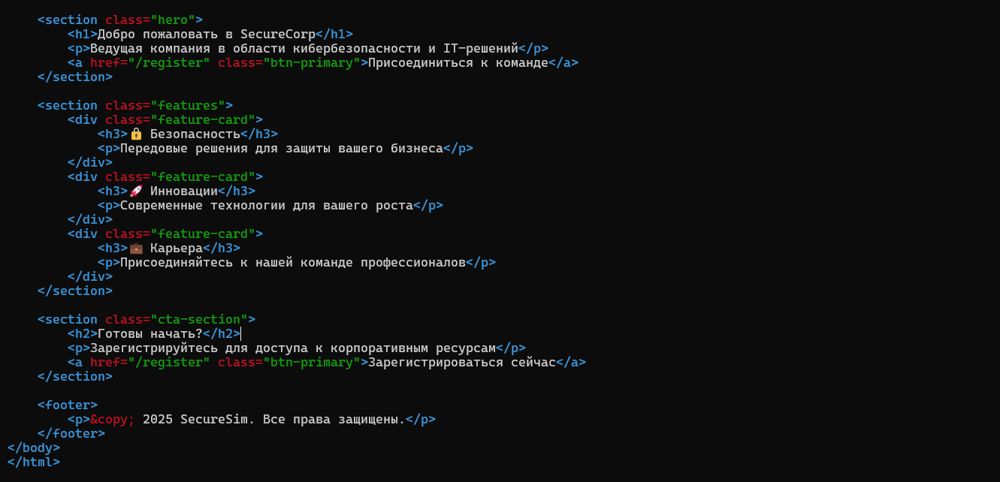 <section class="hero">
<h1>Добро пожаловать в SecureCorp</h1>
<p>Ведущая компания в области кибербезопасности и IT-решений</p>
<a href="/register" class="btn-primary">Присоединиться к команде</a>
</section>
<section class="features">
<div class="feature-card">
<h3>🔒 Безопасность</h3>
<p>Передовые решения для защиты вашего бизнеса</p>
</div>
<div class="feature-card">
<h3>🚀 Инновации</h3>
<p>Современные технологии для вашего роста</p>
</div>
<div class="feature-card">
<h3>💼 Карьера</h3>
<p>Присоединяйтесь к нашей команде профессионалов</p>
</div>
</section>
<section class="cta-section">
<h2>Готовы начать?</h2>
<p>Зарегистрируйтесь для доступа к корпоративным ресурсам</p>
<a href="/register" class="btn-primary">Зарегистрироваться сейчас</a>
</section>
<footer>
<p>&copy; 2025 SecureSim. Все права защищены.</p>
</footer>
</body>
</html>